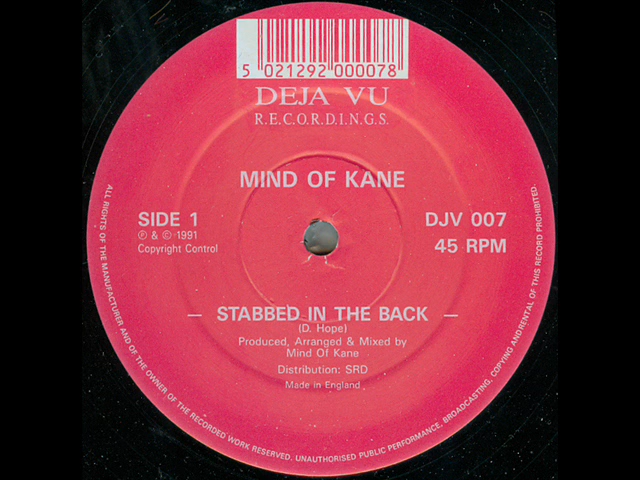 5 021292 000078
DEJA VU
R.E.C.O.R.D.I.N.G.S.
MIND OF KANE
SIDE 1
℗ & © 1991
Copyright Control
DJV 007
45 RPM
— STABBED IN THE BACK —
(D. Hope)
Produced, Arranged & Mixed by
Mind Of Kane
Distribution: SRD
Made in England
ALL RIGHTS OF THE MANUFACTURER AND OF THE OWNER OF THE RECORDED WORK RESERVED. UNAUTHORISED PUBLIC PERFORMANCE, BROADCASTING, COPYING AND RENTAL OF THIS RECORD PROHIBITED.